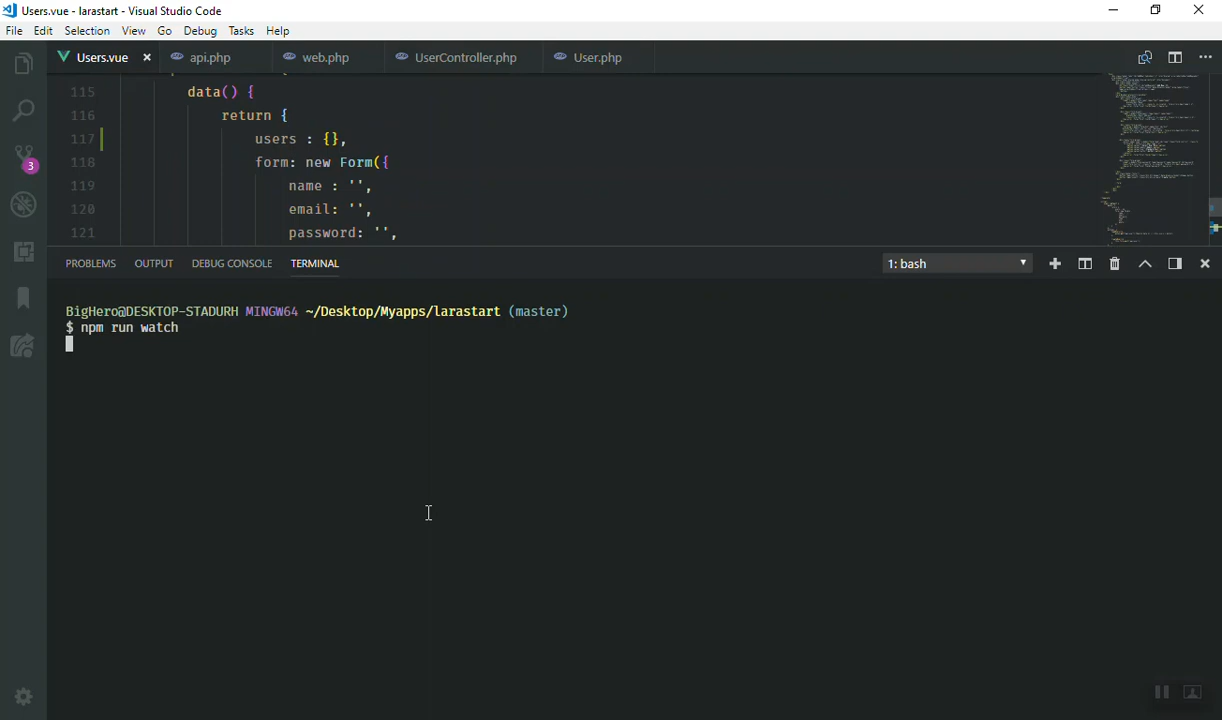 Users.vue - larastart - Visual Studio Code
File Edit Selection View Go Debug Tasks Help
Users.vue api.php web.php UserController.php User.php
115 data() {
116 return {
117 users : {},
118 form: new Form({
119 name : '',
120 email: '',
121 password: '',
3
PROBLEMS OUTPUT DEBUG CONSOLE TERMINAL 1: bash
BigHero@DESKTOP-STADURH MINGW64 ~/Desktop/Myapps/larastart (master)
$ npm run watch